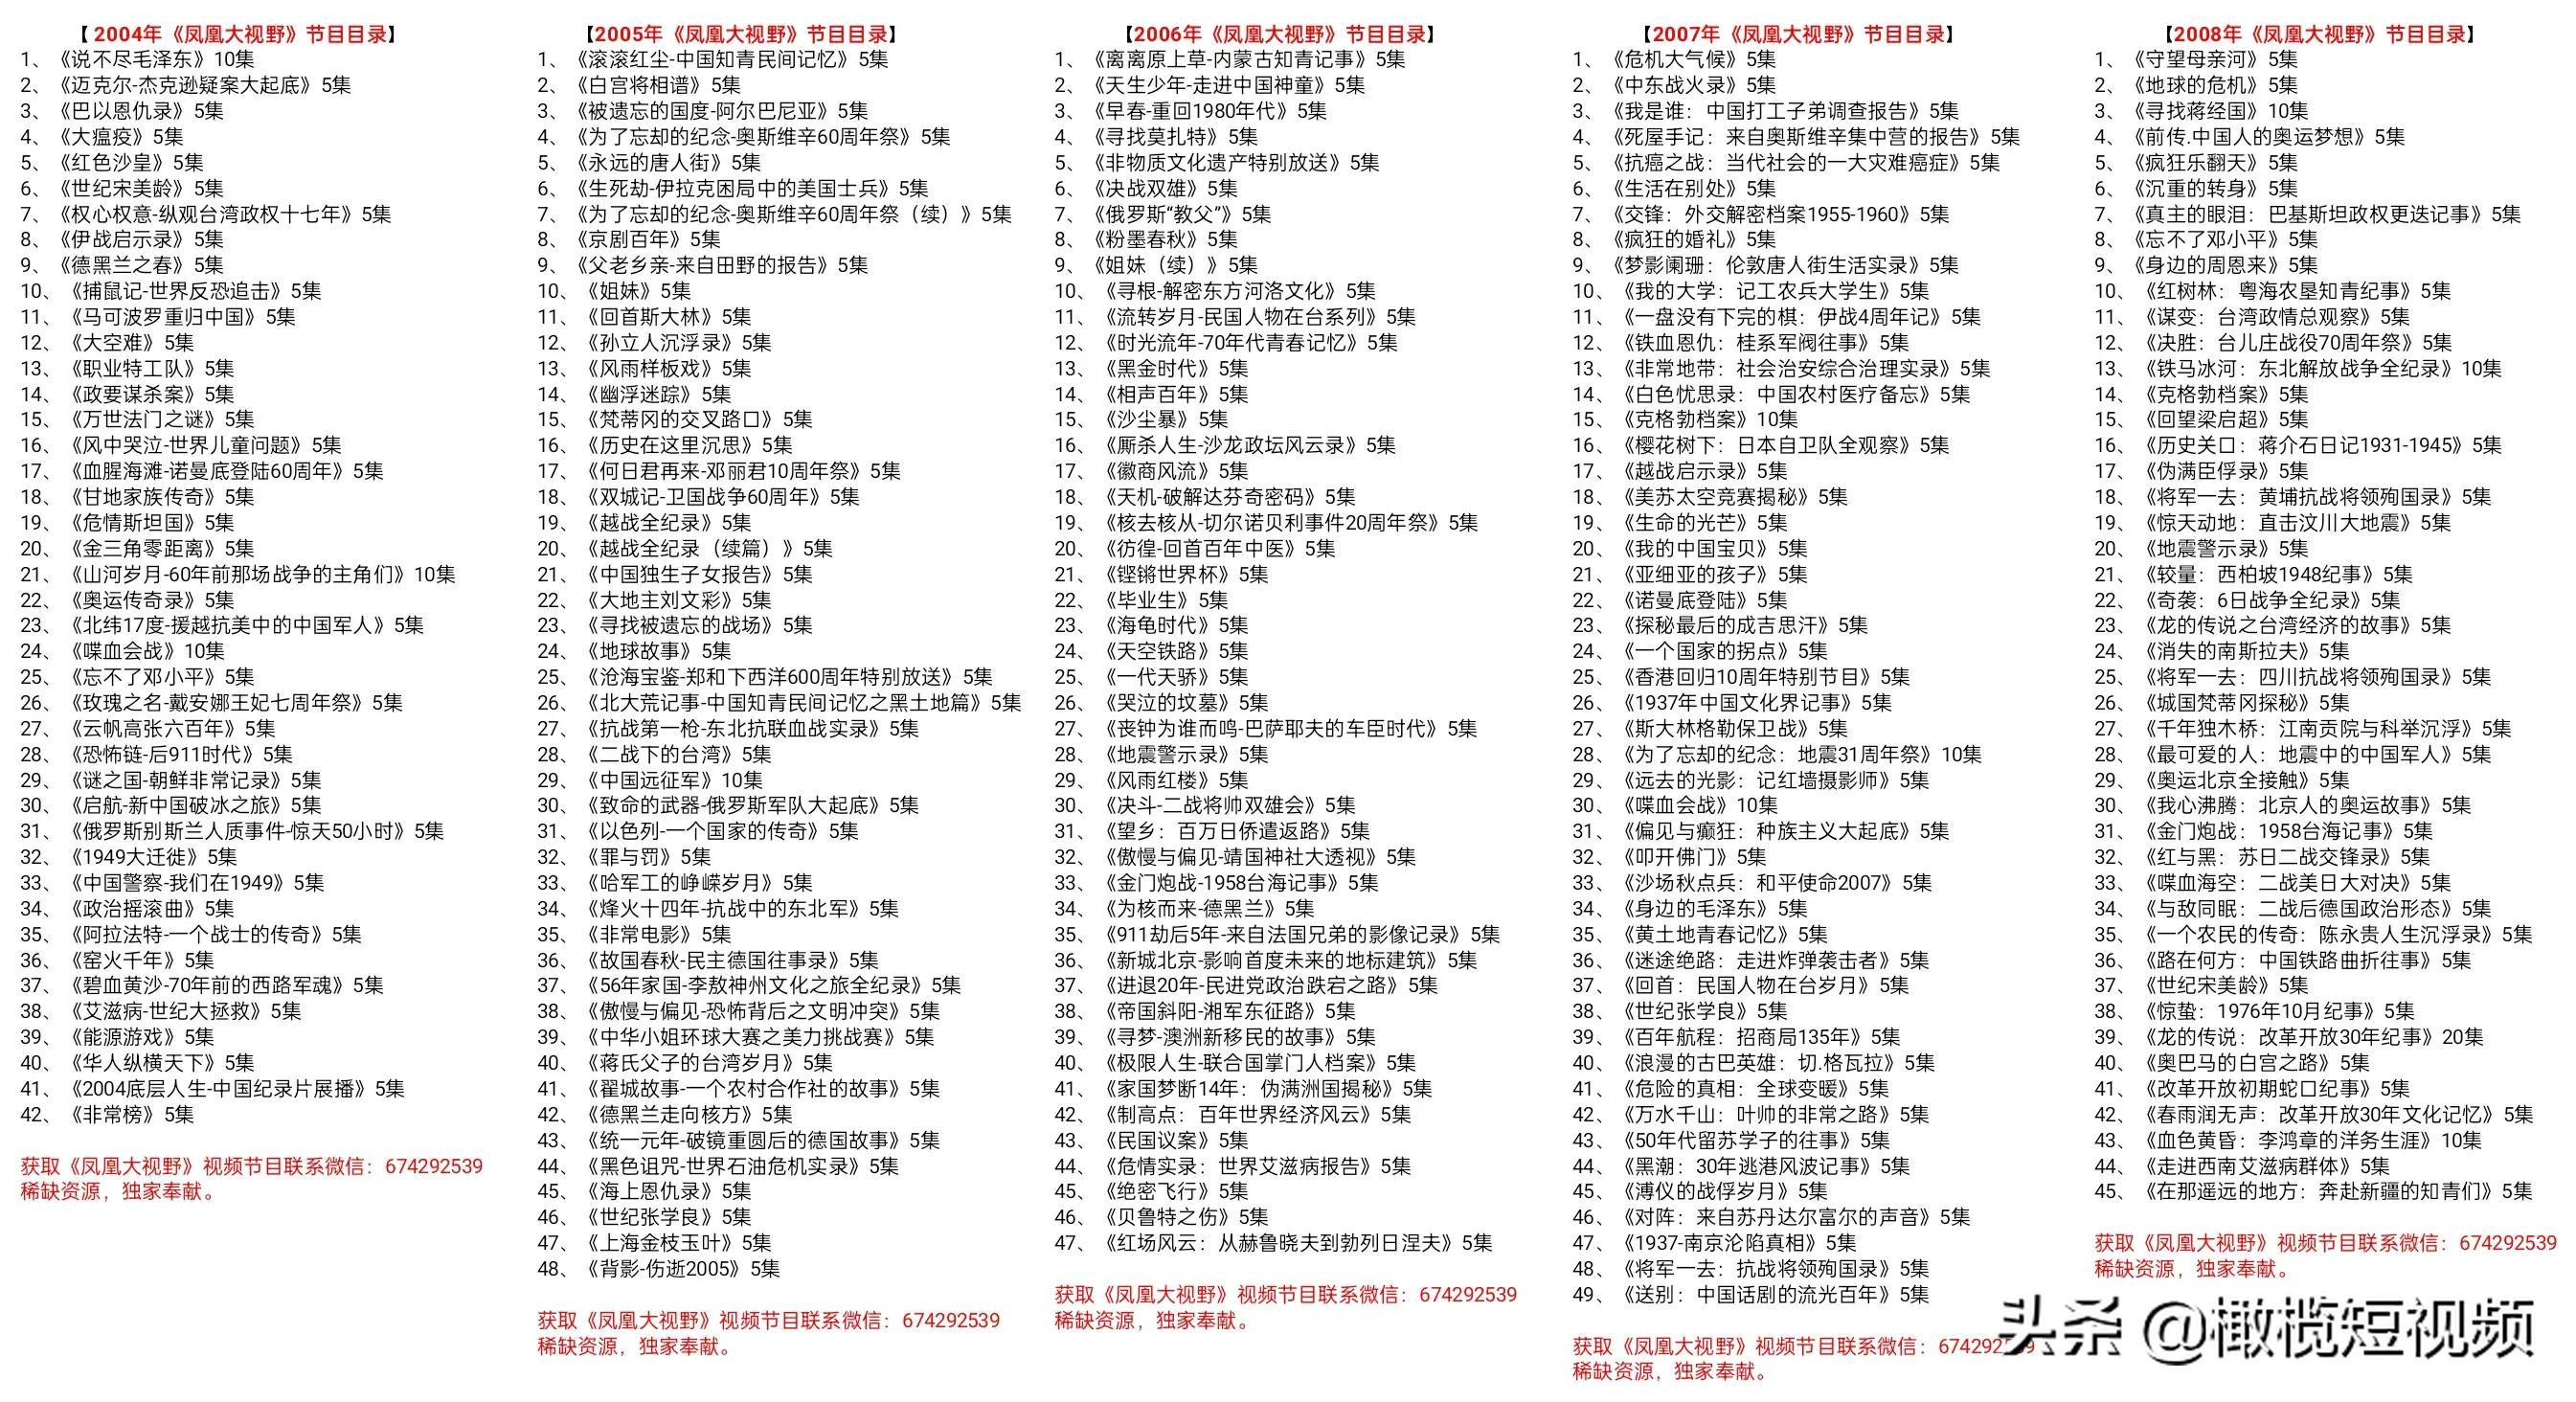 【 2004年《凤凰大视野》节目目录】
1、《说不尽毛泽东》10集
2、《迈克尔-杰克逊疑案大起底》5集
3、《巴以恩仇录》5集
4、《大瘟疫》5集
5、《红色沙皇》5集
6、《世纪宋美龄》5集
7、《权心权意-纵观台湾政权十七年》5集
8、《伊战启示录》5集
9、《德黑兰之春》5集
10、《捕鼠记-世界反恐追击》5集
11、《马可波罗重归中国》5集
12、《大空难》5集
13、《职业特工队》5集
14、《政要谋杀案》5集
15、《万世法门之谜》5集
16、《风中哭泣-世界儿童问题》5集
17、《血腥海滩-诺曼底登陆60周年》5集
18、《甘地家族传奇》5集
19、《危情斯坦国》5集
20、《金三角零距离》5集
21、《山河岁月-60年前那场战争的主角们》10集
22、《奥运传奇录》5集
23、《北纬17度-援越抗美中的中国军人》5集
24、《喋血会战》10集
25、《忘不了邓小平》5集
26、《玫瑰之名-戴安娜王妃七周年祭》5集
27、《云帆高张六百年》5集
28、《恐怖链-后911时代》5集
29、《谜之国-朝鲜非常记录》5集
30、《启航-新中国破冰之旅》5集
31、《俄罗斯别斯兰人质事件-惊天50小时》5集
32、《1949大迁徙》5集
33、《中国警察-我们在1949》5集
34、《政治摇滚曲》5集
35、《阿拉法特-一个战士的传奇》5集
36、《窑火千年》5集
37、《碧血黄沙-70年前的西路军魂》5集
38、《艾滋病-世纪大拯救》5集
39、《能源游戏》5集
40、《华人纵横天下》5集
41、《2004底层人生-中国纪录片展播》5集
42、《非常榜》5集
获取《凤凰大视野》视频节目联系微信：674292539
稀缺资源，独家奉献。
【2005年《凤凰大视野》节目目录】
1、《滚滚红尘-中国知青民间记忆》5集
2、《白宫将相谱》5集
3、《被遗忘的国度-阿尔巴尼亚》5集
4、《为了忘却的纪念-奥斯维辛60周年祭》5集
5、《永远的唐人街》5集
6、《生死劫-伊拉克困局中的美国士兵》5集
7、《为了忘却的纪念-奥斯维辛60周年祭（续）》5集
8、《京剧百年》5集
9、《父老乡亲-来自田野的报告》5集
10、《姐妹》5集
11、《回首斯大林》5集
12、《孙立人沉浮录》5集
13、《风雨样板戏》5集
14、《幽浮迷踪》5集
15、《梵蒂冈的交叉路口》5集
16、《历史在这里沉思》5集
17、《何日君再来-邓丽君10周年祭》5集
18、《双城记-卫国战争60周年》5集
19、《越战全纪录》5集
20、《越战全纪录（续篇）》5集
21、《中国独生子女报告》5集
22、《大地主刘文彩》5集
23、《寻找被遗忘的战场》5集
24、《地球故事》5集
25、《沧海宝鉴-郑和下西洋600周年特别放送》5集
26、《北大荒记事-中国知青民间记忆之黑土地篇》5集
27、《抗战第一枪-东北抗联血战实录》5集
28、《二战下的台湾》5集
29、《中国远征军》10集
30、《致命的武器-俄罗斯军队大起底》5集
31、《以色列-一个国家的传奇》5集
32、《罪与罚》5集
33、《哈军工的峥嵘岁月》5集
34、《烽火十四年-抗战中的东北军》5集
35、《非常电影》5集
36、《故国春秋-民主德国往事录》5集
37、《56年家国-李敖神州文化之旅全纪录》5集
38、《傲慢与偏见-恐怖背后之文明冲突》5集
39、《中华小姐环球大赛之美力挑战赛》5集
40、《蒋氏父子的台湾岁月》5集
41、《翟城故事-一个农村合作社的故事》5集
42、《德黑兰走向核方》5集
43、《统一元年-破镜重圆后的德国故事》5集
44、《黑色诅咒-世界石油危机实录》5集
45、《海上恩仇录》5集
46、《世纪张学良》5集
47、《上海金枝玉叶》5集
48、《背影-伤逝2005》5集
获取《凤凰大视野》视频节目联系微信：674292539
稀缺资源，独家奉献。
【2006年《凤凰大视野》节目目录】
1、《离离原上草-内蒙古知青记事》5集
2、《天生少年-走进中国神童》5集
3、《早春-重回1980年代》5集
4、《寻找莫扎特》5集
5、《非物质文化遗产特别放送》5集
6、《决战双雄》5集
7、《俄罗斯“教父”》5集
8、《粉墨春秋》5集
9、《姐妹（续）》5集
10、《寻根-解密东方河洛文化》5集
11、《流转岁月-民国人物在台系列》5集
12、《时光流年-70年代青春记忆》5集
13、《黑金时代》5集
14、《相声百年》5集
15、《沙尘暴》5集
16、《厮杀人生-沙龙政坛风云录》5集
17、《徽商风流》5集
18、《天机-破解达芬奇密码》5集
19、《核去核从-切尔诺贝利事件20周年祭》5集
20、《彷徨-回首百年中医》5集
21、《铿锵世界杯》5集
22、《毕业生》5集
23、《海龟时代》5集
24、《天空铁路》5集
25、《一代天骄》5集
26、《哭泣的坟墓》5集
27、《丧钟为谁而鸣-巴萨耶夫的车臣时代》5集
28、《地震警示录》5集
29、《风雨红楼》5集
30、《决斗-二战将帅双雄会》5集
31、《望乡：百万日侨遣返路》5集
32、《傲慢与偏见-靖国神社大透视》5集
33、《金门炮战-1958台海记事》5集
34、《为核而来-德黑兰》5集
35、《911劫后5年-来自法国兄弟的影像记录》5集
36、《新城北京-影响首度未来的地标建筑》5集
37、《进退20年-民进党政治跌宕之路》5集
38、《帝国斜阳-湘军东征路》5集
39、《寻梦-澳洲新移民的故事》5集
40、《极限人生-联合国掌门人档案》5集
41、《家国梦断14年：伪满洲国揭秘》5集
42、《制高点：百年世界经济风云》5集
43、《民国议案》5集
44、《危情实录：世界艾滋病报告》5集
45、《绝密飞行》5集
46、《贝鲁特之伤》5集
47、《红场风云：从赫鲁晓夫到勃列日涅夫》5集
获取《凤凰大视野》视频节目联系微信：674292539
稀缺资源，独家奉献。
【2007年《凤凰大视野》节目目录】
1、《危机大气候》5集
2、《中东战火录》5集
3、《我是谁：中国打工子弟调查报告》5集
4、《死屋手记：来自奥斯维辛集中营的报告》5集
5、《抗癌之战：当代社会的一大灾难癌症》5集
6、《生活在别处》5集
7、《交锋：外交解密档案1955-1960》5集
8、《疯狂的婚礼》5集
9、《梦影阑珊：伦敦唐人街生活实录》5集
10、《我的大学：记工农兵大学生》5集
11、《一盘没有下完的棋：伊战4周年记》5集
12、《铁血恩仇：桂系军阀往事》5集
13、《非常地带：社会治安综合治理实录》5集
14、《白色忧思录：中国农村医疗备忘》5集
15、《克格勃档案》10集
16、《樱花树下：日本自卫队全观察》5集
17、《越战启示录》5集
18、《美苏太空竞赛揭秘》5集
19、《生命的光芒》5集
20、《我的中国宝贝》5集
21、《亚细亚的孩子》5集
22、《诺曼底登陆》5集
23、《探秘最后的成吉思汗》5集
24、《一个国家的拐点》5集
25、《香港回归10周年特别节目》5集
26、《1937年中国文化界记事》5集
27、《斯大林格勒保卫战》5集
28、《为了忘却的纪念：地震31周年祭》10集
29、《远去的光影：记红墙摄影师》5集
30、《喋血会战》10集
31、《偏见与癫狂：种族主义大起底》5集
32、《叩开佛门》5集
33、《沙场秋点兵：和平使命2007》5集
34、《身边的毛泽东》5集
35、《黄土地青春记忆》5集
36、《迷途绝路：走进炸弹袭击者》5集
37、《回首：民国人物在台岁月》5集
38、《世纪张学良》5集
39、《百年航程：招商局135年》5集
40、《浪漫的古巴英雄：切.格瓦拉》5集
41、《危险的真相：全球变暖》5集
42、《万水千山：叶帅的非常之路》5集
43、《50年代留苏学子的往事》5集
44、《黑潮：30年逃港风波记事》5集
45、《溥仪的战俘岁月》5集
46、《对阵：来自苏丹达尔富尔的声音》5集
47、《1937-南京沦陷真相》5集
48、《将军一去：抗战将领殉国录》5集
49、《送别：中国话剧的流光百年》5集
获取《凤凰大视野》视频节目联系微信：674292539
稀缺资源，独家奉献。
【2008年《凤凰大视野》节目目录】
1、《守望母亲河》5集
2、《地球的危机》5集
3、《寻找蒋经国》10集
4、《前传.中国人的奥运梦想》5集
5、《疯狂乐翻天》5集
6、《沉重的转身》5集
7、《真主的眼泪：巴基斯坦政权更迭记事》5集
8、《忘不了邓小平》5集
9、《身边的周恩来》5集
10、《红树林：粤海农垦知青纪事》5集
11、《谋变：台湾政情总观察》5集
12、《决胜：台儿庄战役70周年祭》5集
13、《铁马冰河：东北解放战争全纪录》10集
14、《克格勃档案》5集
15、《回望梁启超》5集
16、《历史关口：蒋介石日记1931-1945》5集
17、《伪满臣俘录》5集
18、《将军一去：黄埔抗战将领殉国录》5集
19、《惊天动地：直击汶川大地震》5集
20、《地震警示录》5集
21、《较量：西柏坡1948纪事》5集
22、《奇袭：6日战争全纪录》5集
23、《龙的传说之台湾经济的故事》5集
24、《消失的南斯拉夫》5集
25、《将军一去：四川抗战将领殉国录》5集
26、《城国梵蒂冈探秘》5集
27、《千年独木桥：江南贡院与科举沉浮》5集
28、《最可爱的人：地震中的中国军人》5集
29、《奥运北京全接触》5集
30、《我心沸腾：北京人的奥运故事》5集
31、《金门炮战：1958台海记事》5集
32、《红与黑：苏日二战交锋录》5集
33、《喋血海空：二战美日大对决》5集
34、《与敌同眠：二战后德国政治形态》5集
35、《一个农民的传奇：陈永贵人生沉浮录》5集
36、《路在何方：中国铁路曲折往事》5集
37、《世纪宋美龄》5集
38、《惊蛰：1976年10月纪事》5集
39、《龙的传说：改革开放30年纪事》20集
40、《奥巴马的白宫之路》5集
41、《改革开放初期蛇口纪事》5集
42、《春雨润无声：改革开放30年文化记忆》5集
43、《血色黄昏：李鸿章的洋务生涯》10集
44、《走进西南艾滋病群体》5集
45、《在那遥远的地方：奔赴新疆的知青们》5集
获取《凤凰大视野》视频节目联系微信：674292539
稀缺资源，独家奉献。
头条 @橄榄短视频